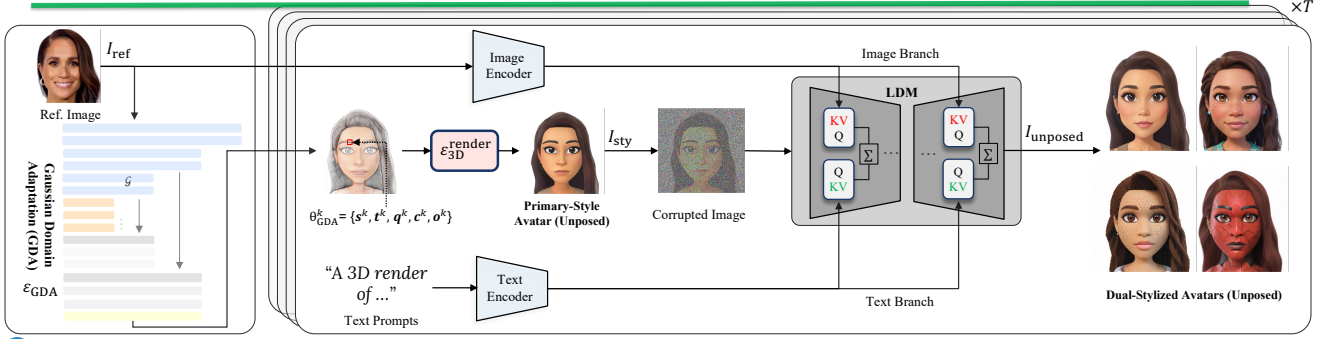 ×T
I_ref
Ref. Image
Gaussian Domain
Adaptation (GDA)
𝒢
⋮
ℰ_GDA
Image
Encoder
Image Branch
LDM
KV
Q
Σ
Q
KV
...
...
KV
Q
Σ
Q
KV
ℰ_3D^render
I_sty
I_unposed
θ_GDA^k = {s^k, t^k, q^k, c^k, o^k}
Primary-Style
Avatar (Unposed)
Corrupted Image
“A 3D render
of ...”
Text Prompts
Text
Encoder
Text Branch
Dual-Stylized Avatars (Unposed)